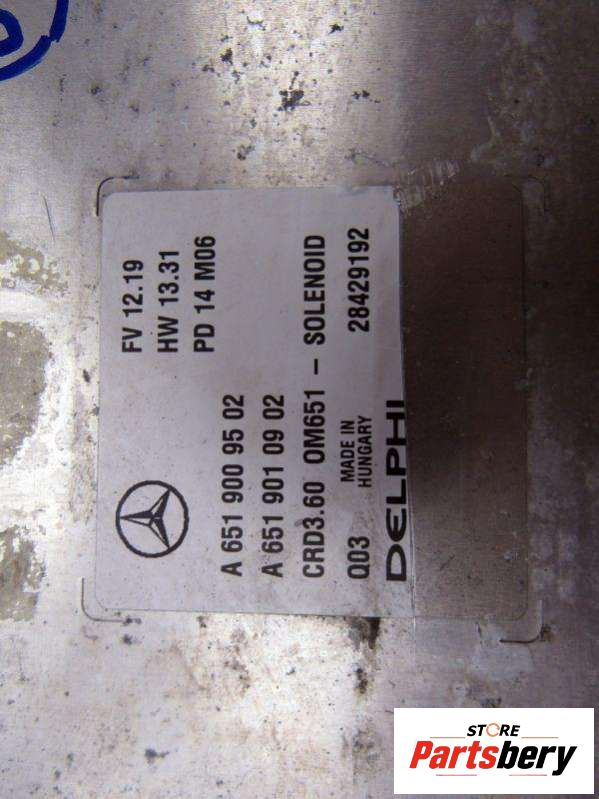 FV 12.19
HW 13.31
PD 14 M06
A 651 900 95 02
A 651 901 09 02
CRD3.60 OM651 - SOLENOID
QD3 MADE IN HUNGARY 28429192
DELPHI
STORE
Partsbery